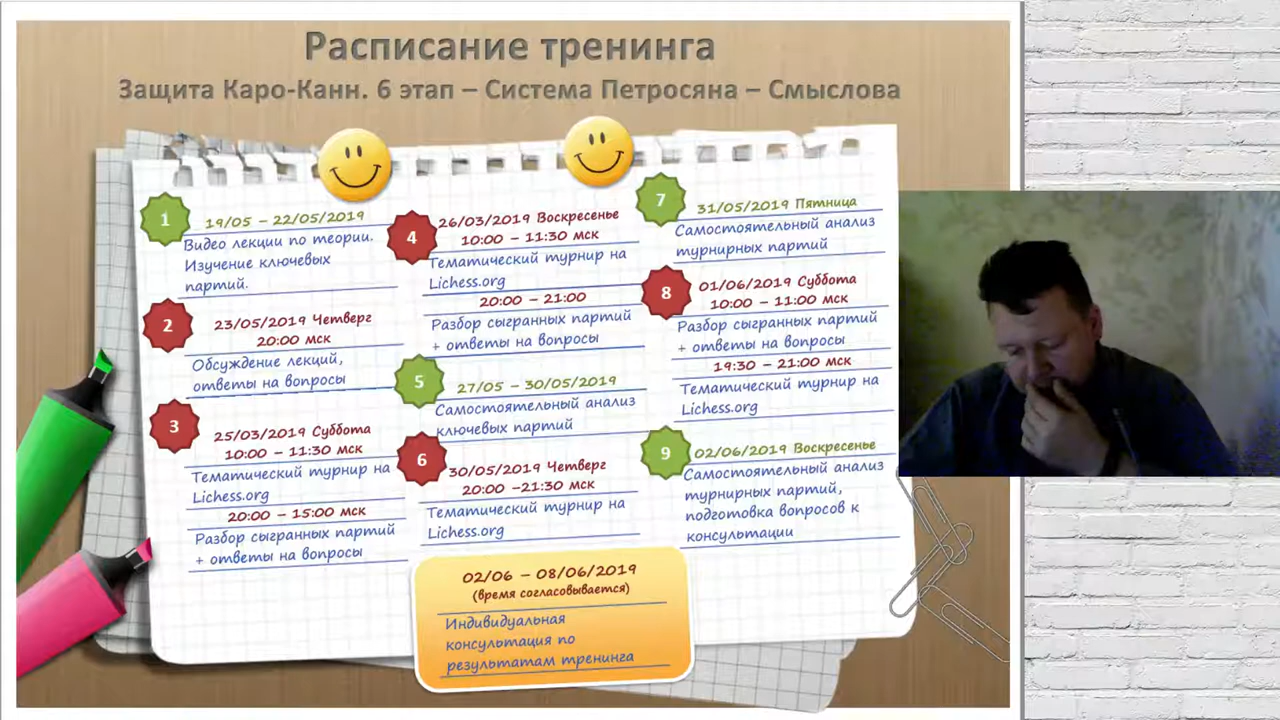 Расписание тренинга
Защита Каро-Канн. 6 этап – Система Петросяна – Смыслова
1
19/05 – 22/05/2019
Видео лекции по теории.
Изучение ключевых
партий.
2
23/05/2019 Четверг
20:00 мск
Обсуждение лекций,
ответы на вопросы
3
25/03/2019 Суббота
10:00 – 11:30 мск
Тематический турнир на
Lichess.org
20:00 – 15:00 мск
Разбор сыгранных партий
+ ответы на вопросы
4
26/03/2019 Воскресенье
10:00 – 11:30 мск
Тематический турнир на
Lichess.org
20:00 – 21:00
Разбор сыгранных партий
+ ответы на вопросы
5
27/05 – 30/05/2019
Самостоятельный анализ
ключевых партий
6
30/05/2019 Четверг
20:00 –21:30 мск
Тематический турнир на
Lichess.org
7
31/05/2019 Пятница
Самостоятельный анализ
турнирных партий
8
01/06/2019 Суббота
10:00 – 11:00 мск
Разбор сыгранных партий
+ ответы на вопросы
19:30 – 21:00 мск
Тематический турнир на
Lichess.org
9
02/06/2019 Воскресенье
Самостоятельный анализ
турнирных партий,
подготовка вопросов к
консультации
02/06 – 08/06/2019
(время согласовывается)
Индивидуальная
консультация по
результатам тренинга